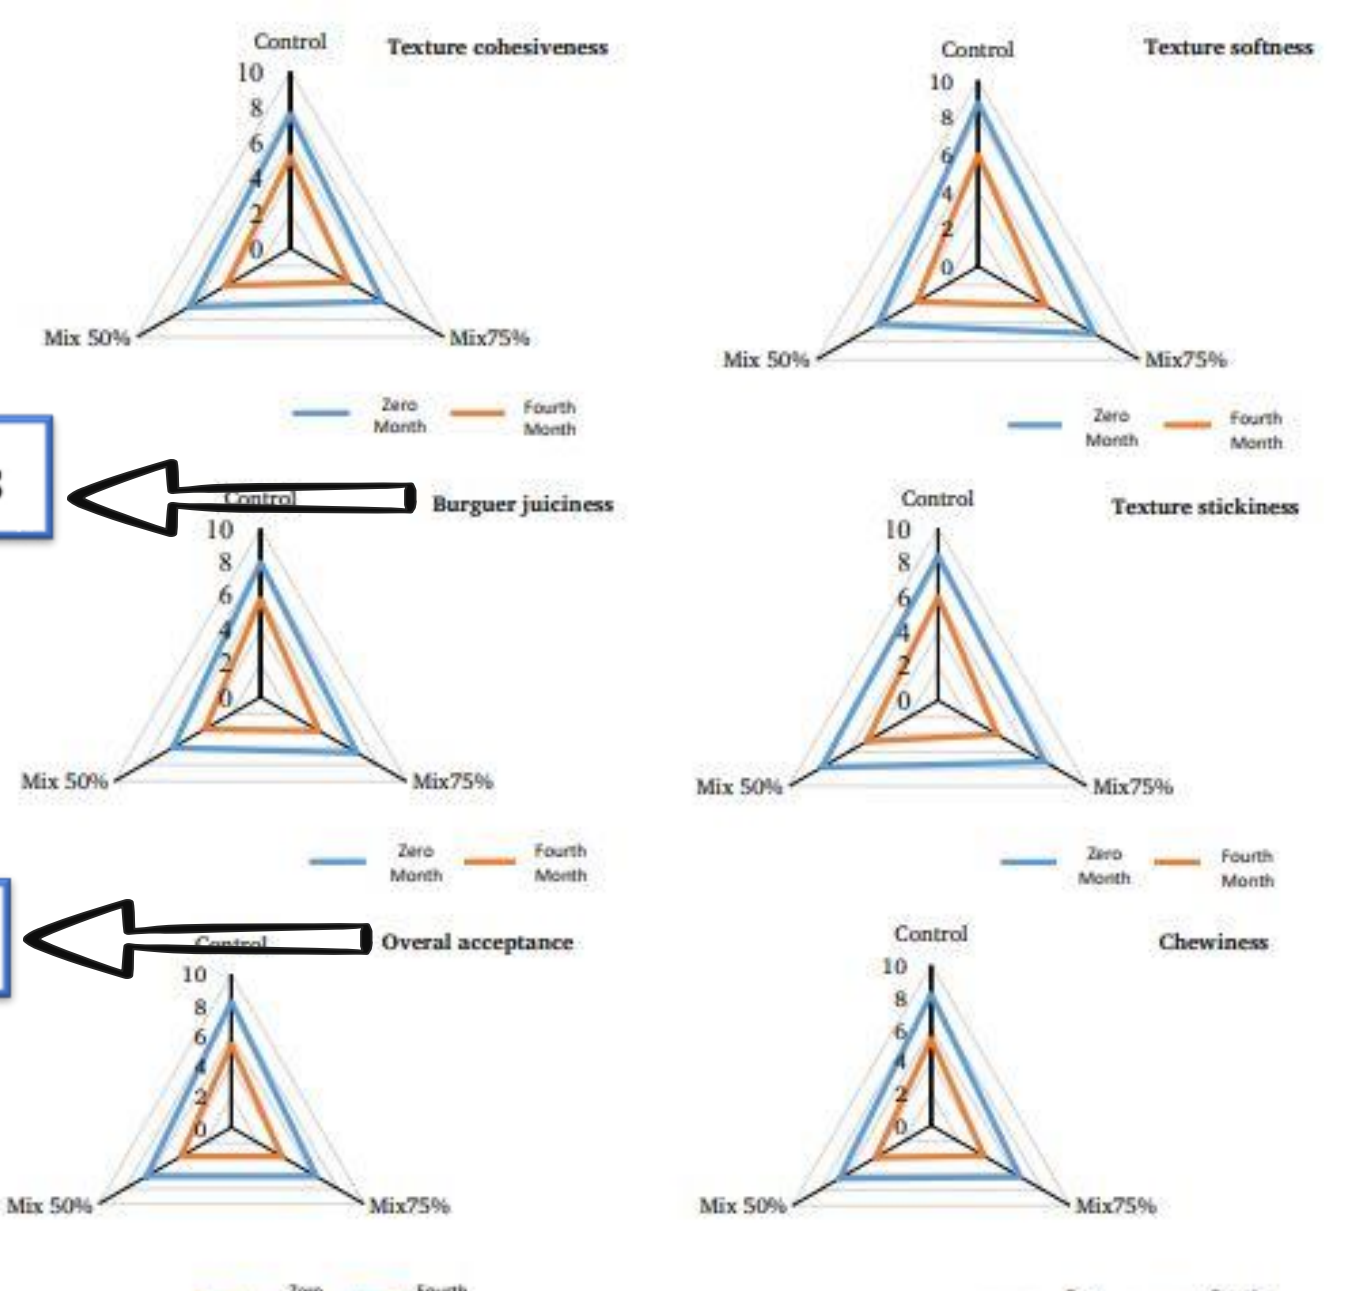 Control
Texture cohesiveness
10
8
6
4
2
0
Mix 50%
Mix75%
Zero Month
Fourth Month
Control
Texture softness
10
8
6
4
2
0
Mix 50%
Mix75%
Zero Month
Fourth Month
Control
Burguer juiciness
10
8
6
4
2
0
Mix 50%
Mix75%
Zero Month
Fourth Month
Control
Texture stickiness
10
8
6
4
2
0
Mix 50%
Mix75%
Zero Month
Fourth Month
Control
Overal acceptance
10
8
6
4
2
0
Mix 50%
Mix75%
Zero
Fourth
Control
Chewiness
10
8
6
4
2
0
Mix 50%
Mix75%